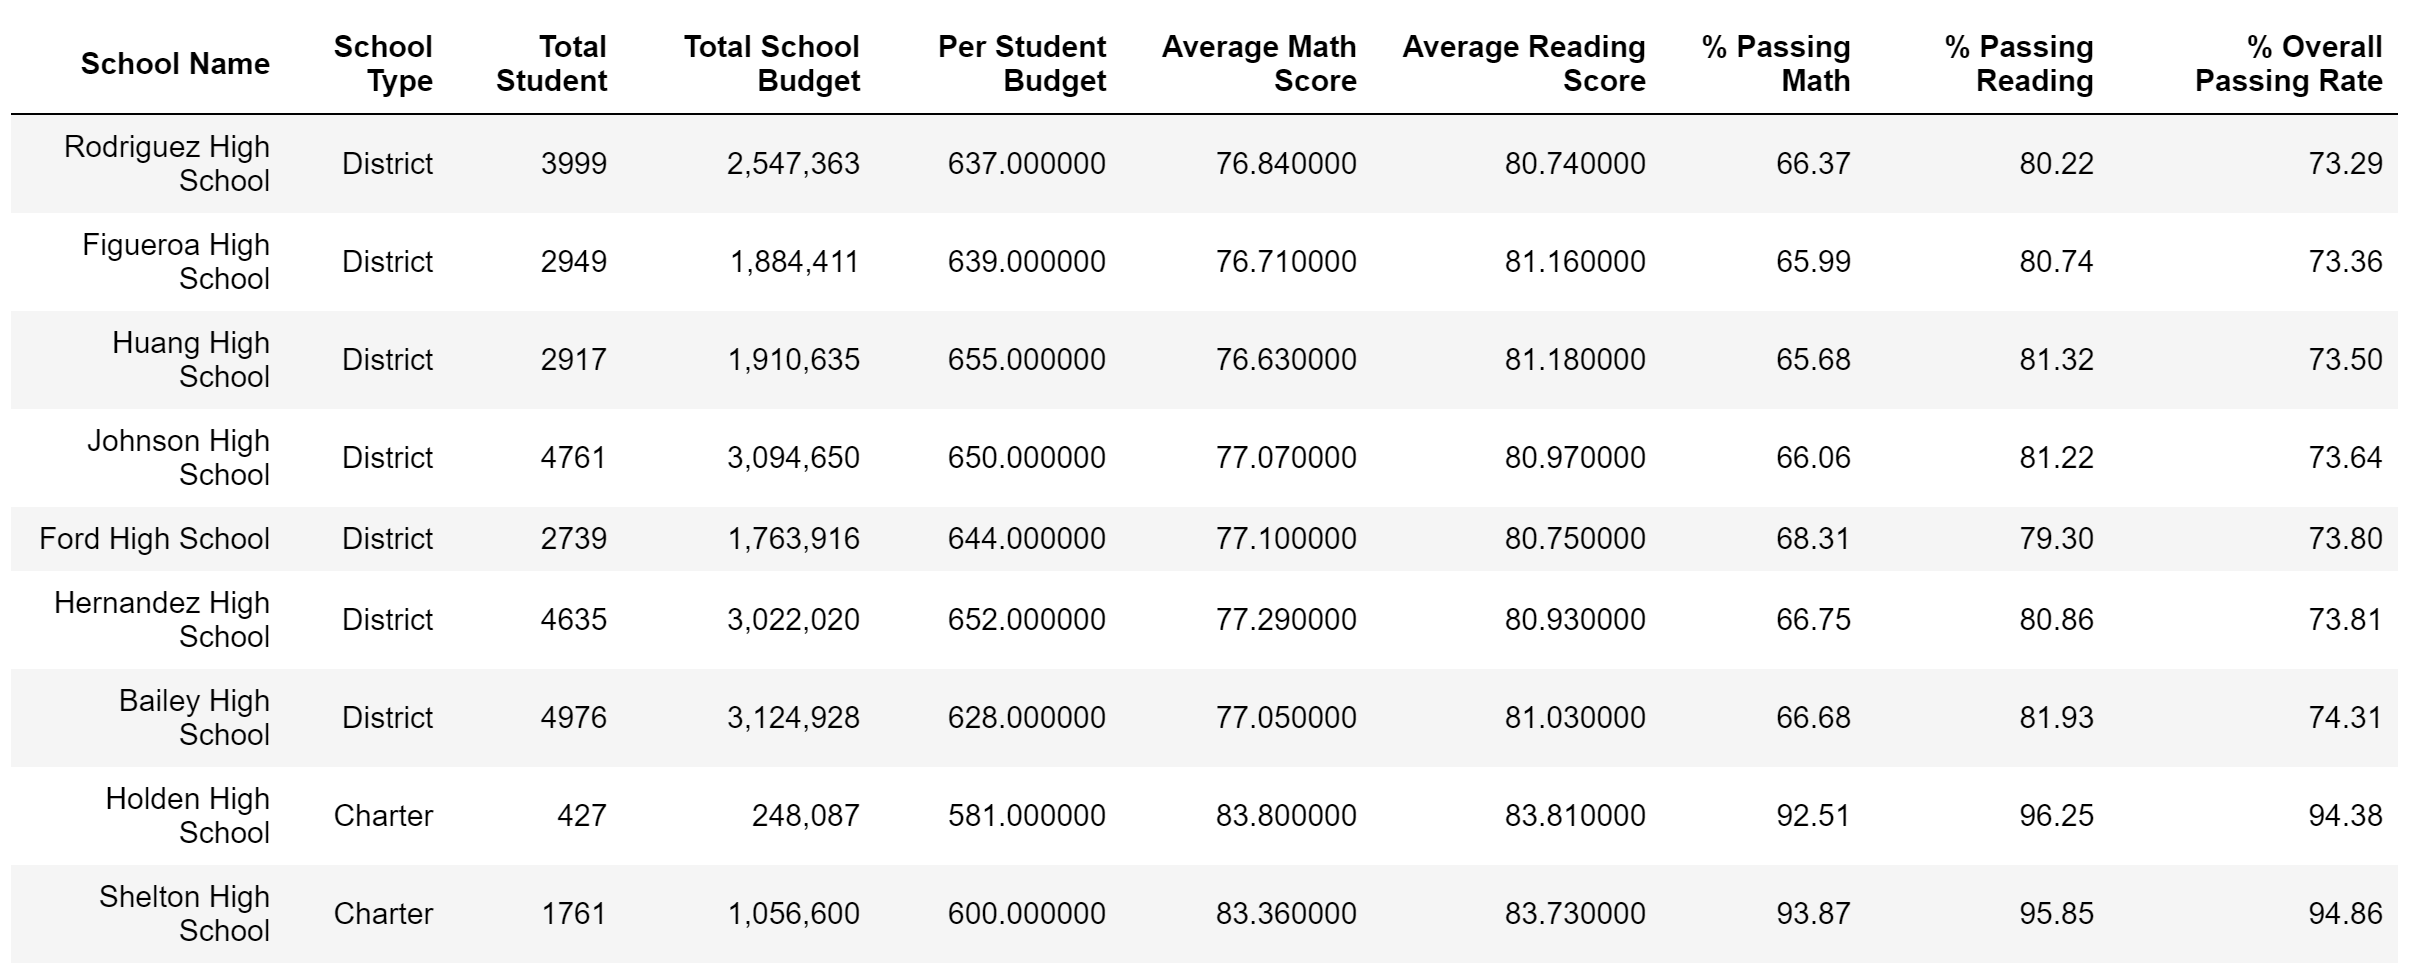 School Name School Type Total Student Total School Budget Per Student Budget Average Math Score Average Reading Score % Passing Math % Passing Reading % Overall Passing Rate
Rodriguez High School District 3999 2,547,363 637.000000 76.840000 80.740000 66.37 80.22 73.29
Figueroa High School District 2949 1,884,411 639.000000 76.710000 81.160000 65.99 80.74 73.36
Huang High School District 2917 1,910,635 655.000000 76.630000 81.180000 65.68 81.32 73.50
Johnson High School District 4761 3,094,650 650.000000 77.070000 80.970000 66.06 81.22 73.64
Ford High School District 2739 1,763,916 644.000000 77.100000 80.750000 68.31 79.30 73.80
Hernandez High School District 4635 3,022,020 652.000000 77.290000 80.930000 66.75 80.86 73.81
Bailey High School District 4976 3,124,928 628.000000 77.050000 81.030000 66.68 81.93 74.31
Holden High School Charter 427 248,087 581.000000 83.800000 83.810000 92.51 96.25 94.38
Shelton High School Charter 1761 1,056,600 600.000000 83.360000 83.730000 93.87 95.85 94.86